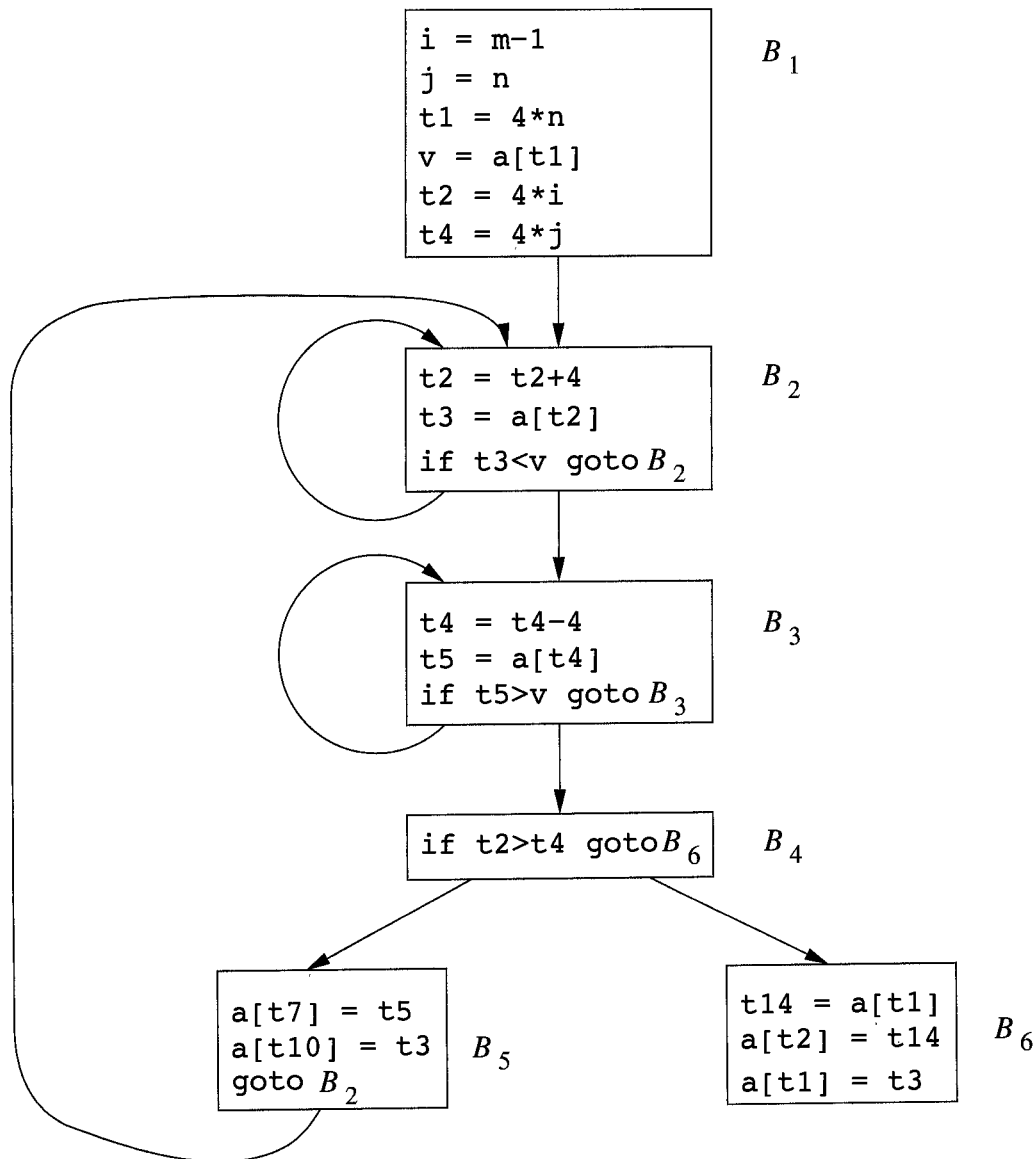 i = m-1
j = n
t1 = 4*n
v = a[t1]
t2 = 4*i
t4 = 4*j
B1
t2 = t2+4
t3 = a[t2]
if t3<v goto B2
B2
t4 = t4-4
t5 = a[t4]
if t5>v goto B3
B3
if t2>t4 goto B6
B4
a[t7] = t5
a[t10] = t3
goto B2
B5
t14 = a[t1]
a[t2] = t14
a[t1] = t3
B6